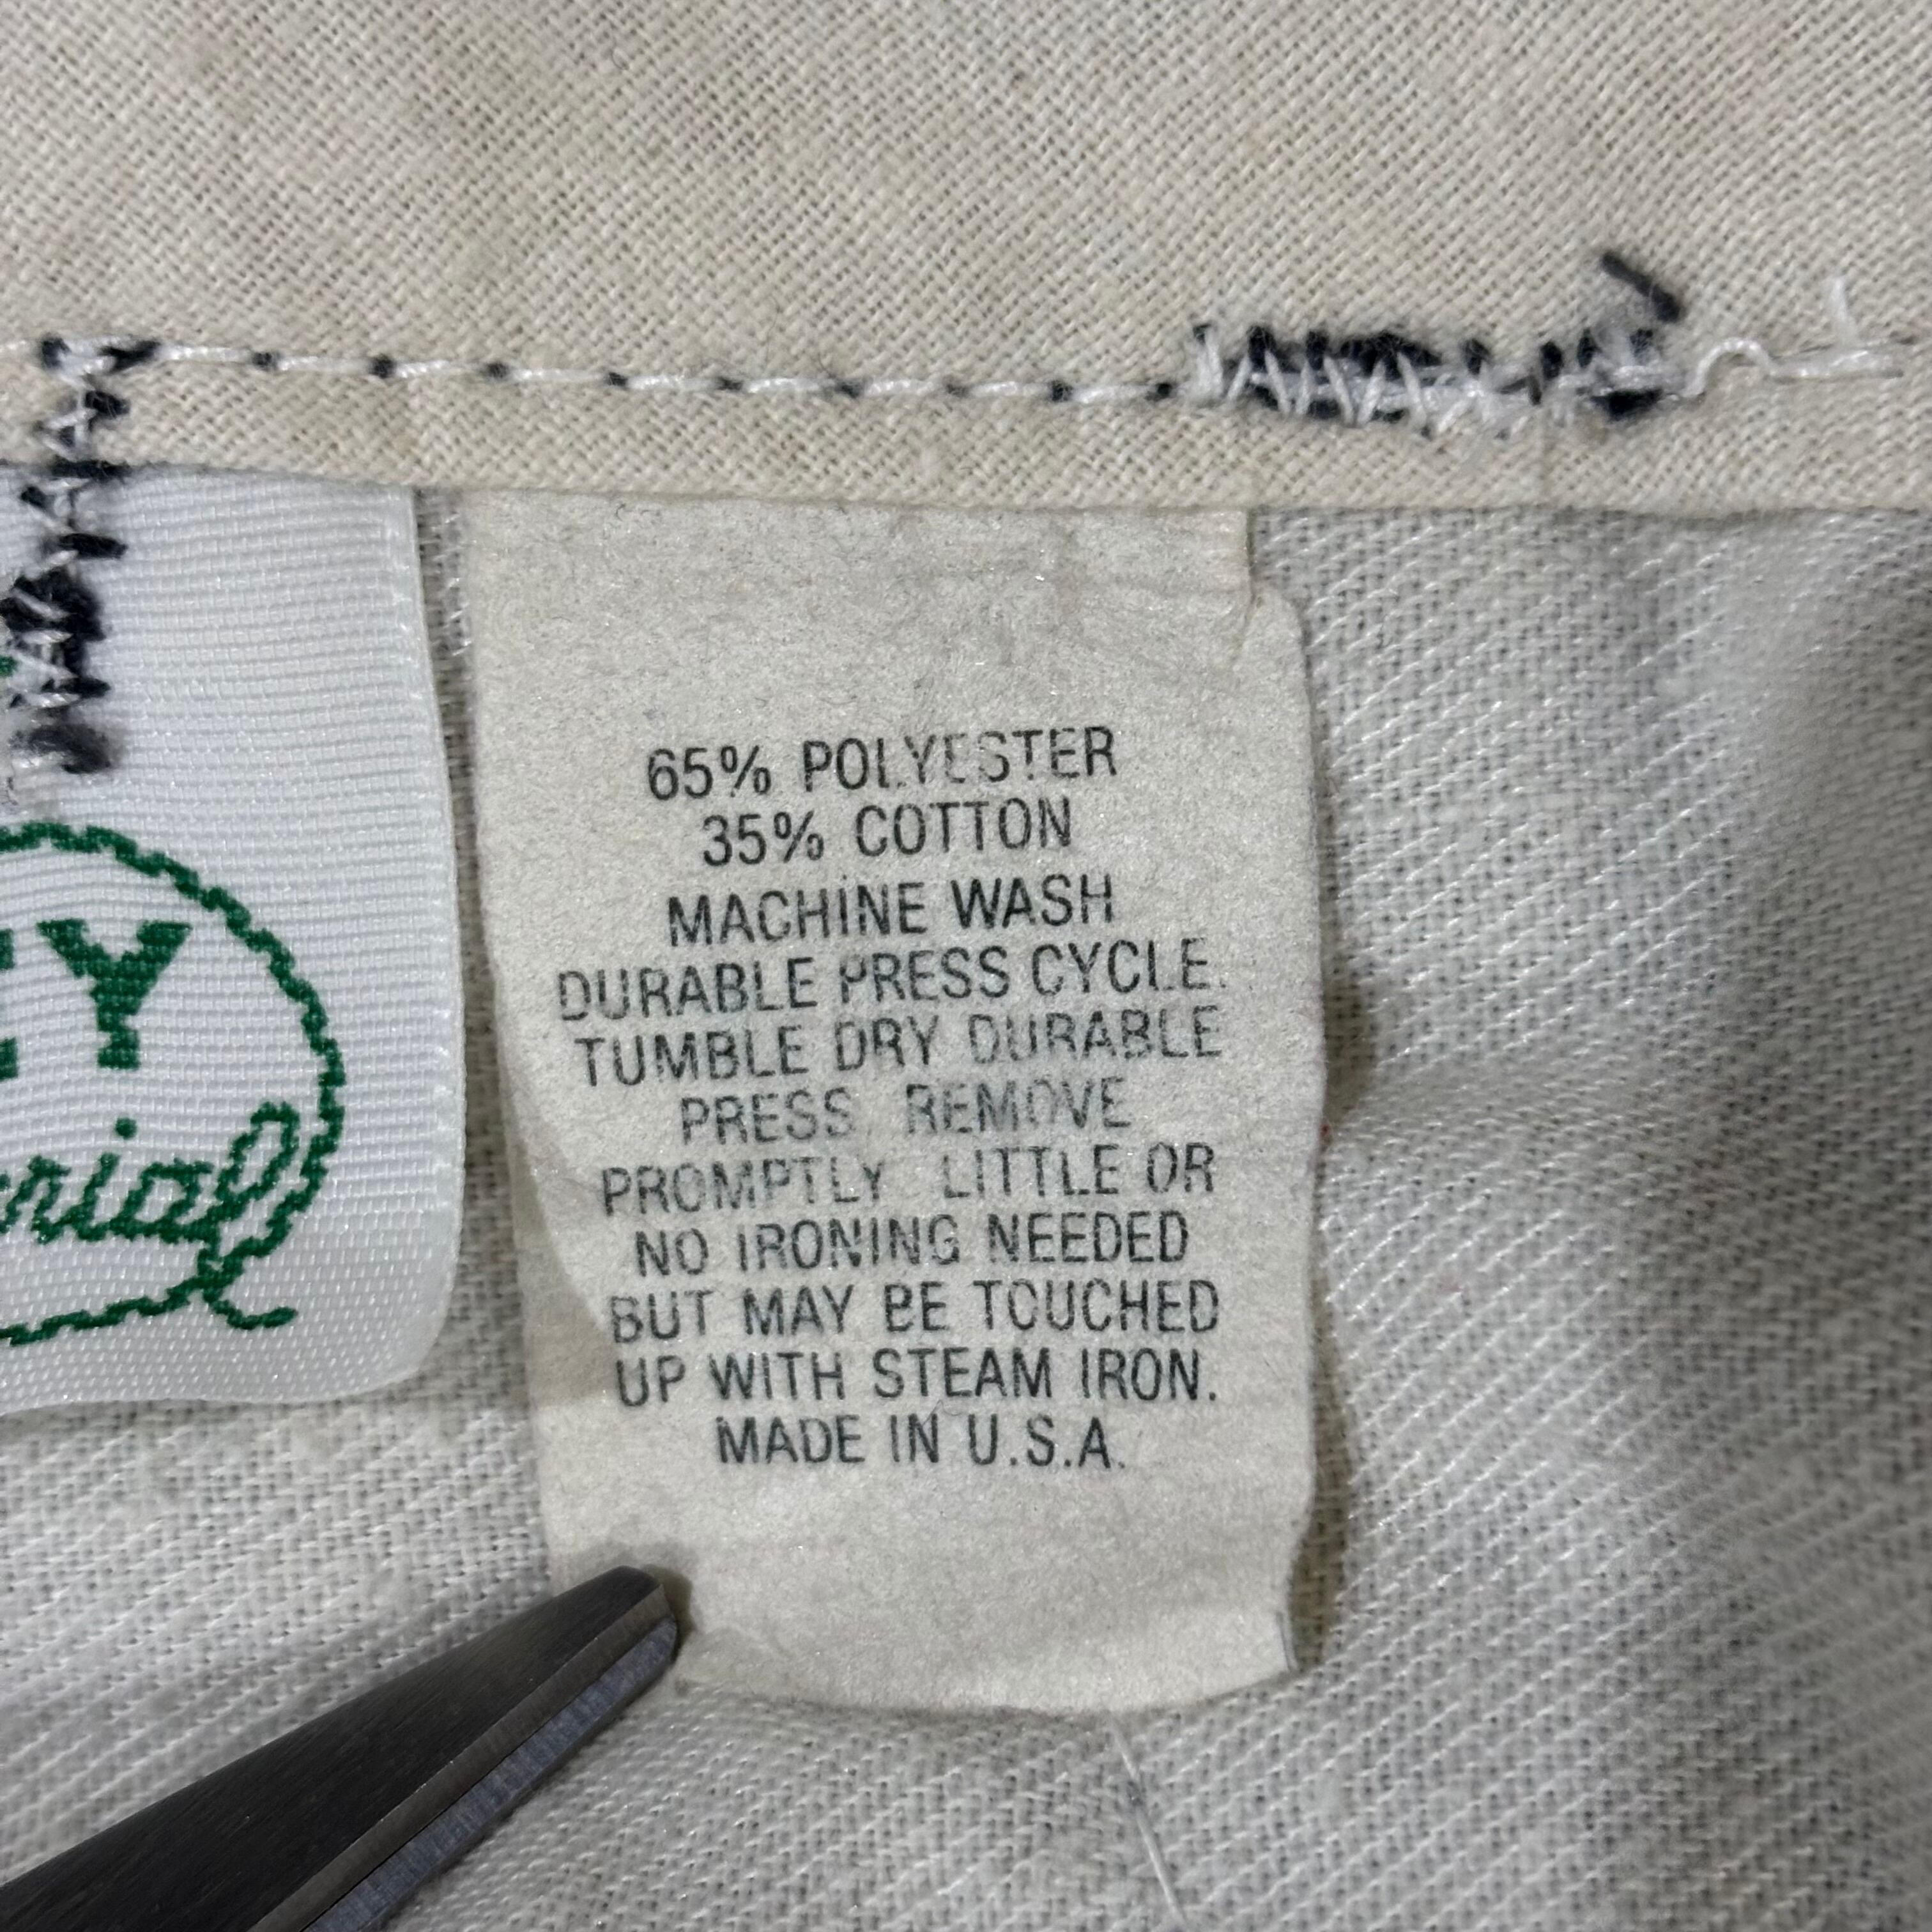 65% POLYESTER
35% COTTON
MACHINE WASH
DURABLE PRESS CYCLE.
TUMBLE DRY DURABLE
PRESS REMOVE
PROMPTLY LITTLE OR
NO IRONING NEEDED
BUT MAY BE TOUCHED
UP WITH STEAM IRON.
MADE IN U.S.A.